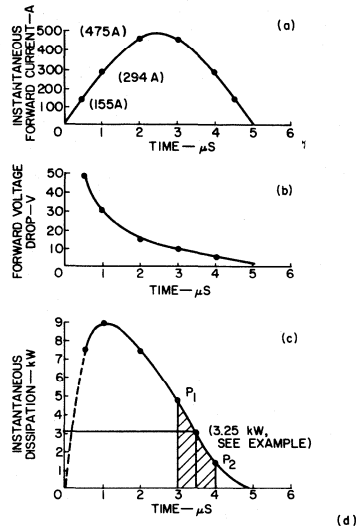 INSTANTANEOUS
FORWARD CURRENT—A
500
400
300
200
100
0
(475A)
(294A)
(155A)
(a)
1 2 3 4 5 6
TIME—μS
FORWARD VOLTAGE
DROP—V
50
40
30
20
10
0
(b)
1 2 3 4 5 6
TIME—μS
INSTANTANEOUS
DISSIPATION—kW
9
8
7
6
5
4
3
2
1
0
(c)
P1
(3.25 kW,
SEE EXAMPLE)
P2
0 1 2 3 4 5 6
TIME—μS
(d)